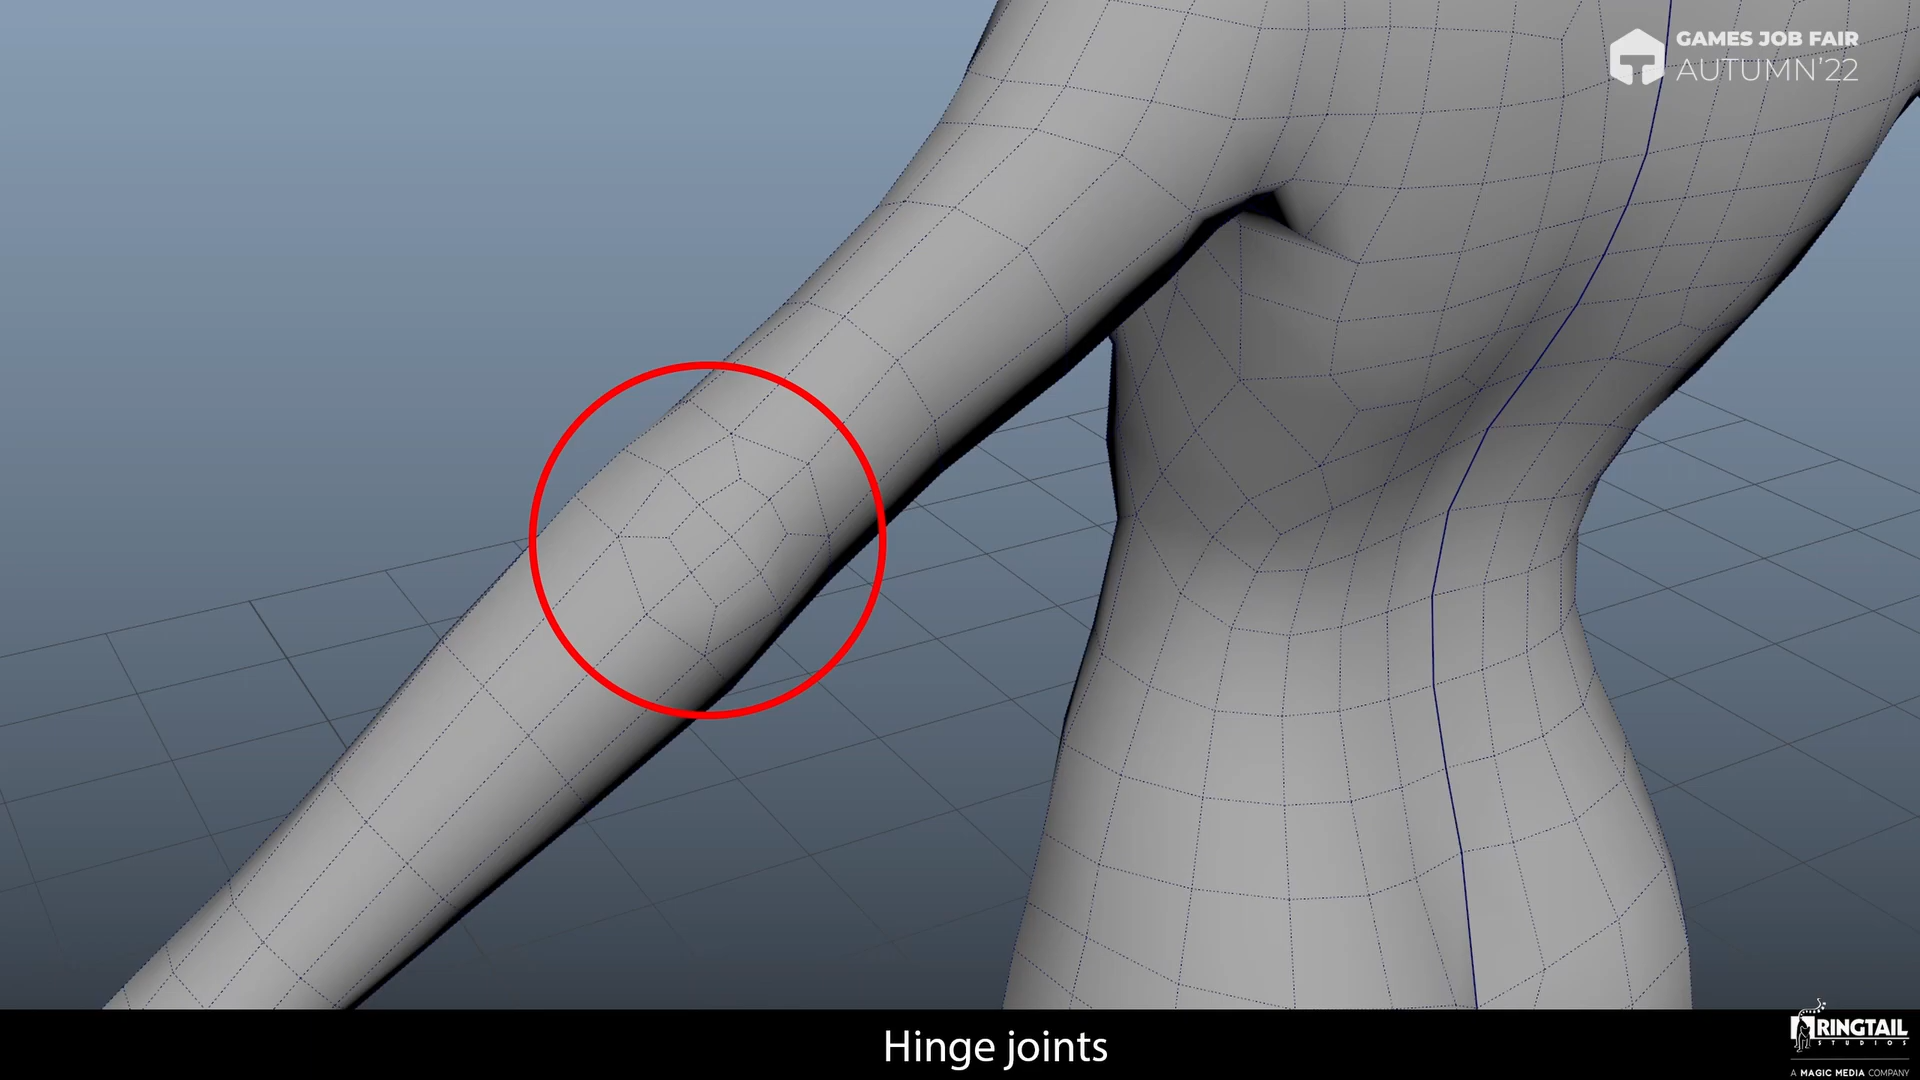 GAMES JOB FAIR
AUTUMN'22
Hinge joints
RINGTAIL
STUDIOS
A MAGIC MEDIA COMPANY